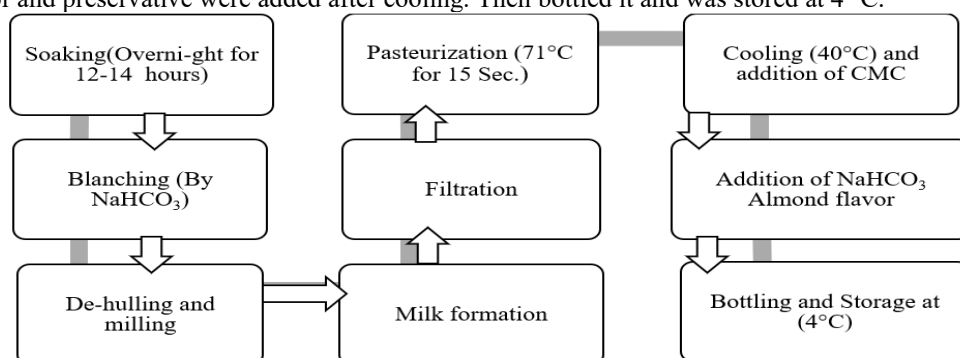 or and preservative were added after cooling. Then bottled it and was stored at 4 °C.
Soaking(Overni-ght for
12-14 hours)
Blanching (By
NaHCO₃)
De-hulling and
milling
Milk formation
Filtration
Pasteurization (71°C
for 15 Sec.)
Cooling (40°C) and
addition of CMC
Addition of NaHCO₃
Almond flavor
Bottling and Storage at
(4°C)